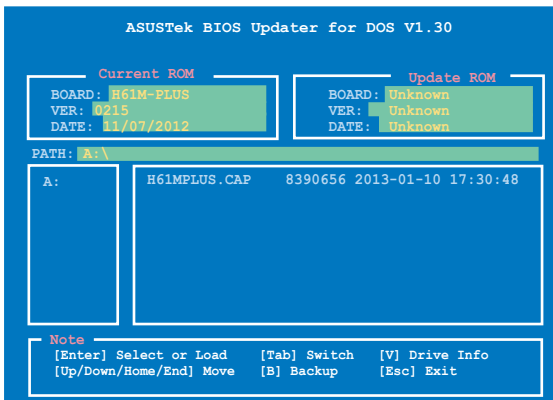 ASUSTek BIOS Updater for DOS V1.30
Current ROM
BOARD: H61M-PLUS
VER: 0215
DATE: 11/07/2012
Update ROM
BOARD: Unknown
VER: Unknown
DATE: Unknown
PATH: A:\
A:
H61MPLUS.CAP 8390656 2013-01-10 17:30:48
Note
[Enter] Select or Load [Tab] Switch [V] Drive Info
[Up/Down/Home/End] Move [B] Backup [Esc] Exit